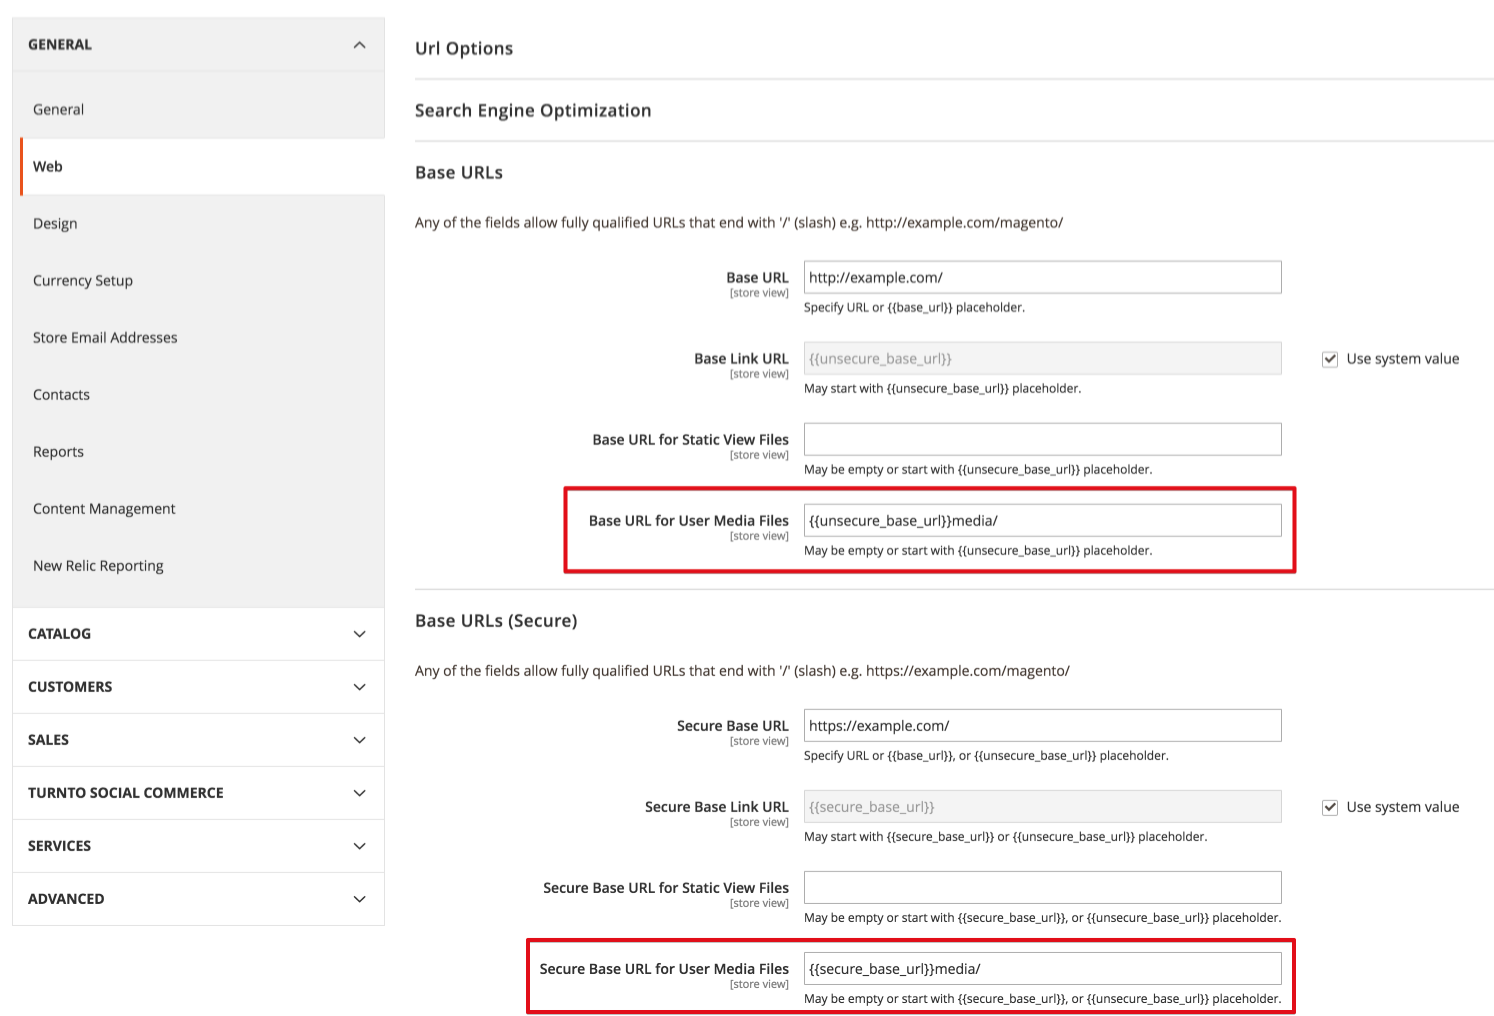 GENERAL
General
Web
Design
Currency Setup
Store Email Addresses
Contacts
Reports
Content Management
New Relic Reporting
CATALOG
CUSTOMERS
SALES
TURNTO SOCIAL COMMERCE
SERVICES
ADVANCED
Url Options
Search Engine Optimization
Base URLs
Any of the fields allow fully qualified URLs that end with '/' (slash) e.g. http://example.com/magento/
Base URL http://example.com/
[store view]
Specify URL or {{base_url}} placeholder.
Base Link URL {{unsecure_base_url}} Use system value
[store view]
May start with {{unsecure_base_url}} placeholder.
Base URL for Static View Files
[store view]
May be empty or start with {{unsecure_base_url}} placeholder.
Base URL for User Media Files {{unsecure_base_url}}media/
[store view]
May be empty or start with {{unsecure_base_url}} placeholder.
Base URLs (Secure)
Any of the fields allow fully qualified URLs that end with '/' (slash) e.g. https://example.com/magento/
Secure Base URL https://example.com/
[store view]
Specify URL or {{base_url}}, or {{unsecure_base_url}} placeholder.
Secure Base Link URL {{secure_base_url}} Use system value
[store view]
May start with {{secure_base_url}} or {{unsecure_base_url}} placeholder.
Secure Base URL for Static View Files
[store view]
May be empty or start with {{secure_base_url}}, or {{unsecure_base_url}} placeholder.
Secure Base URL for User Media Files {{secure_base_url}}media/
[store view]
May be empty or start with {{secure_base_url}}, or {{unsecure_base_url}} placeholder.